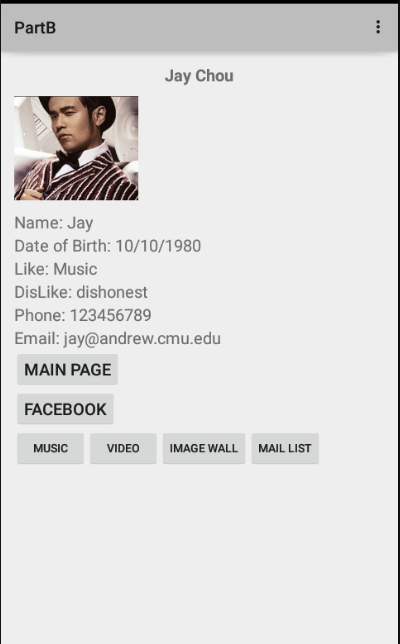 PartB
Jay Chou
Name: Jay
Date of Birth: 10/10/1980
Like: Music
DisLike: dishonest
Phone: 123456789
Email: jay@andrew.cmu.edu
MAIN PAGE
FACEBOOK
MUSIC VIDEO IMAGE WALL MAIL LIST